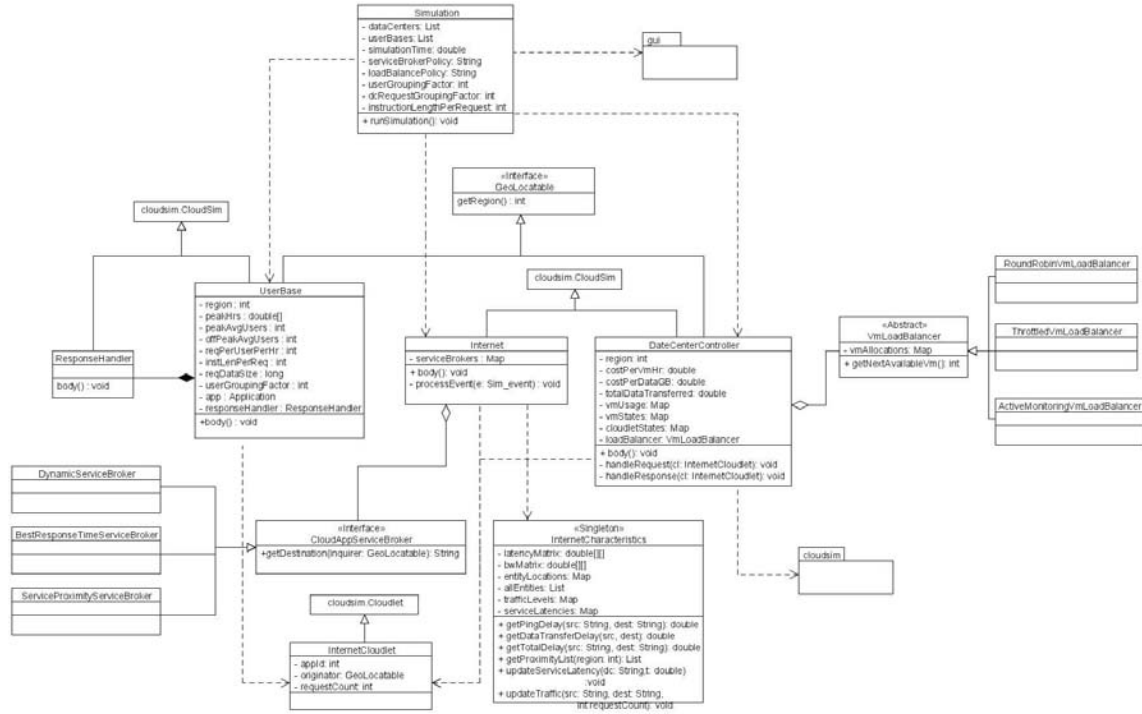 Simulation
- dataCenters: List
- userBases: List
- simulationTime: double
- serviceBrokerPolicy: String
- loadBalancePolicy: String
- userGroupingFactor: int
- dcRequestGroupingFactor: int
- instructionLengthPerRequest: int
+ runSimulation(): void
gui
«Interface»
GeoLocatable
getRegion() : int
cloudsim.CloudSim
cloudsim.CloudSim
UserBase
- region : int
- peakHrs : double[]
- peakAvgUsers : int
- offPeakAvgUsers : int
- reqPerUserPerHr : int
- instLenPerReq : int
- reqDataSize : long
- userGroupingFactor : int
- app : Application
- responseHandler : ResponseHandler
+body() : void
ResponseHandler
body() : void
Internet
- serviceBrokers : Map
+ body(): void
- processEvent(e: Sim_event) : void
DateCenterController
- region: int
- costPerVmHr: double
- costPerDataGB: double
- totalDataTransferred: double
- vmUsage: Map
- vmStates: Map
- cloudletStates: Map
- loadBalancer: VmLoadBalancer
+ body(): void
- handleRequest(cl: InternetCloudlet): void
- handleResponse(cl: InternetCloudlet): void
«Abstract»
VmLoadBalancer
- vmAllocations: Map
+ getNextAvailableVm(): int
RoundRobinVmLoadBalancer
ThrottledVmLoadBalancer
ActiveMonitoringVmLoadBalancer
DynamicServiceBroker
BestResponseTimeServiceBroker
ServiceProximityServiceBroker
«Interface»
CloudAppServiceBroker
+getDestination(inquirer: GeoLocatable): String
«Singleton»
InternetCharacteristics
- latencyMatrix: double[][]
- bwMatrix: double[][]
- entityLocations: Map
- allEntities: List
- trafficLevels: Map
- serviceLatencies: Map
+ getPingDelay(src: String, dest: String): double
+ getDataTransferDelay(src, dest): double
+ getTotalDelay(src: String, dest: String): double
+ getProximityList(region: int): List
+ updateServiceLatency(dc: String,t: double)
:void
+ updateTraffic(src: String, dest: String,
int requestCount): void
cloudsim
cloudsim.Cloudlet
InternetCloudlet
- appId: int
- originator: GeoLocatable
- requestCount: int